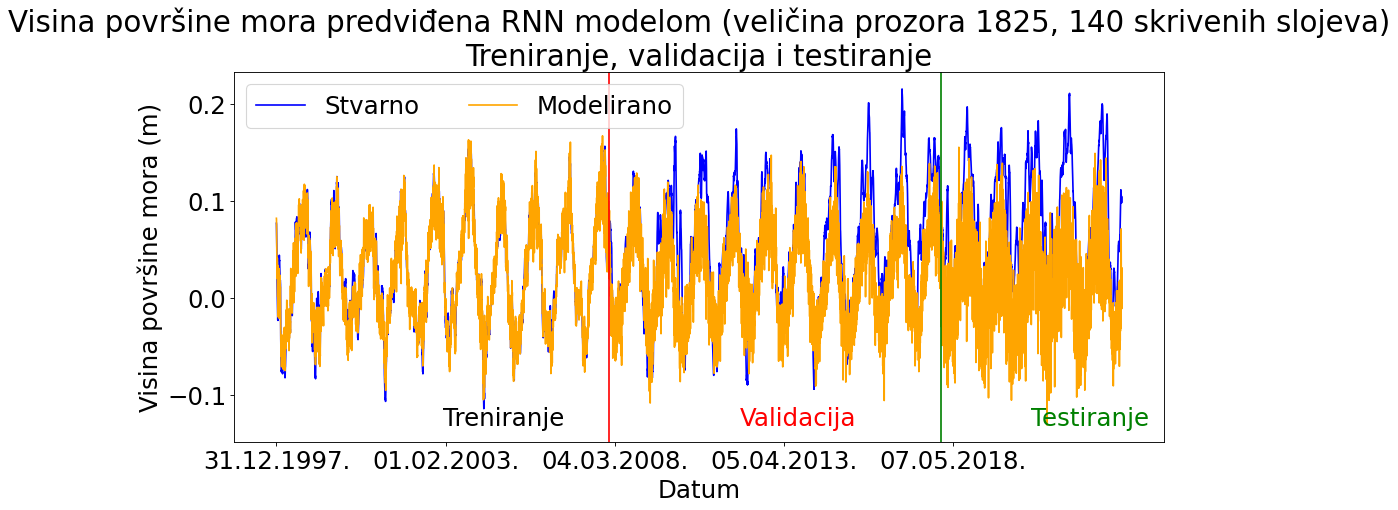 Visina površine mora predviđena RNN modelom (veličina prozora 1825, 140 skrivenih slojeva)
Treniranje, validacija i testiranje
Stvarno
Modelirano
Visina površine mora (m)
0.2
0.1
0.0
−0.1
Treniranje
Validacija
Testiranje
31.12.1997.
01.02.2003.
04.03.2008.
05.04.2013.
07.05.2018.
Datum